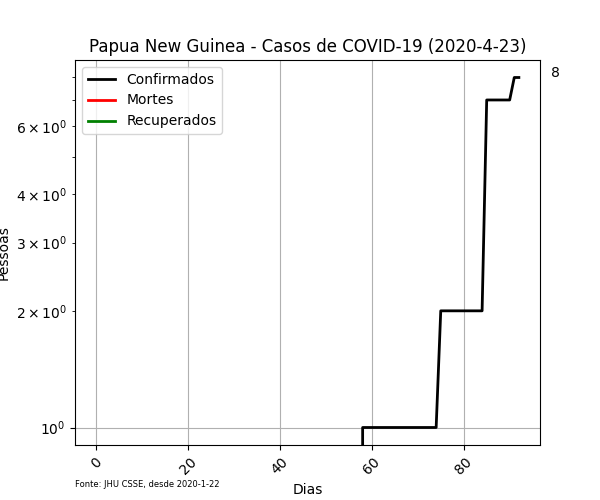 Papua New Guinea - Casos de COVID-19 (2020-4-23)
8
Confirmados
Mortes
Recuperados
6 × 10⁰
4 × 10⁰
3 × 10⁰
2 × 10⁰
10⁰
Pessoas
0
20
40
60
80
Fonte: JHU CSSE, desde 2020-1-22
Dias